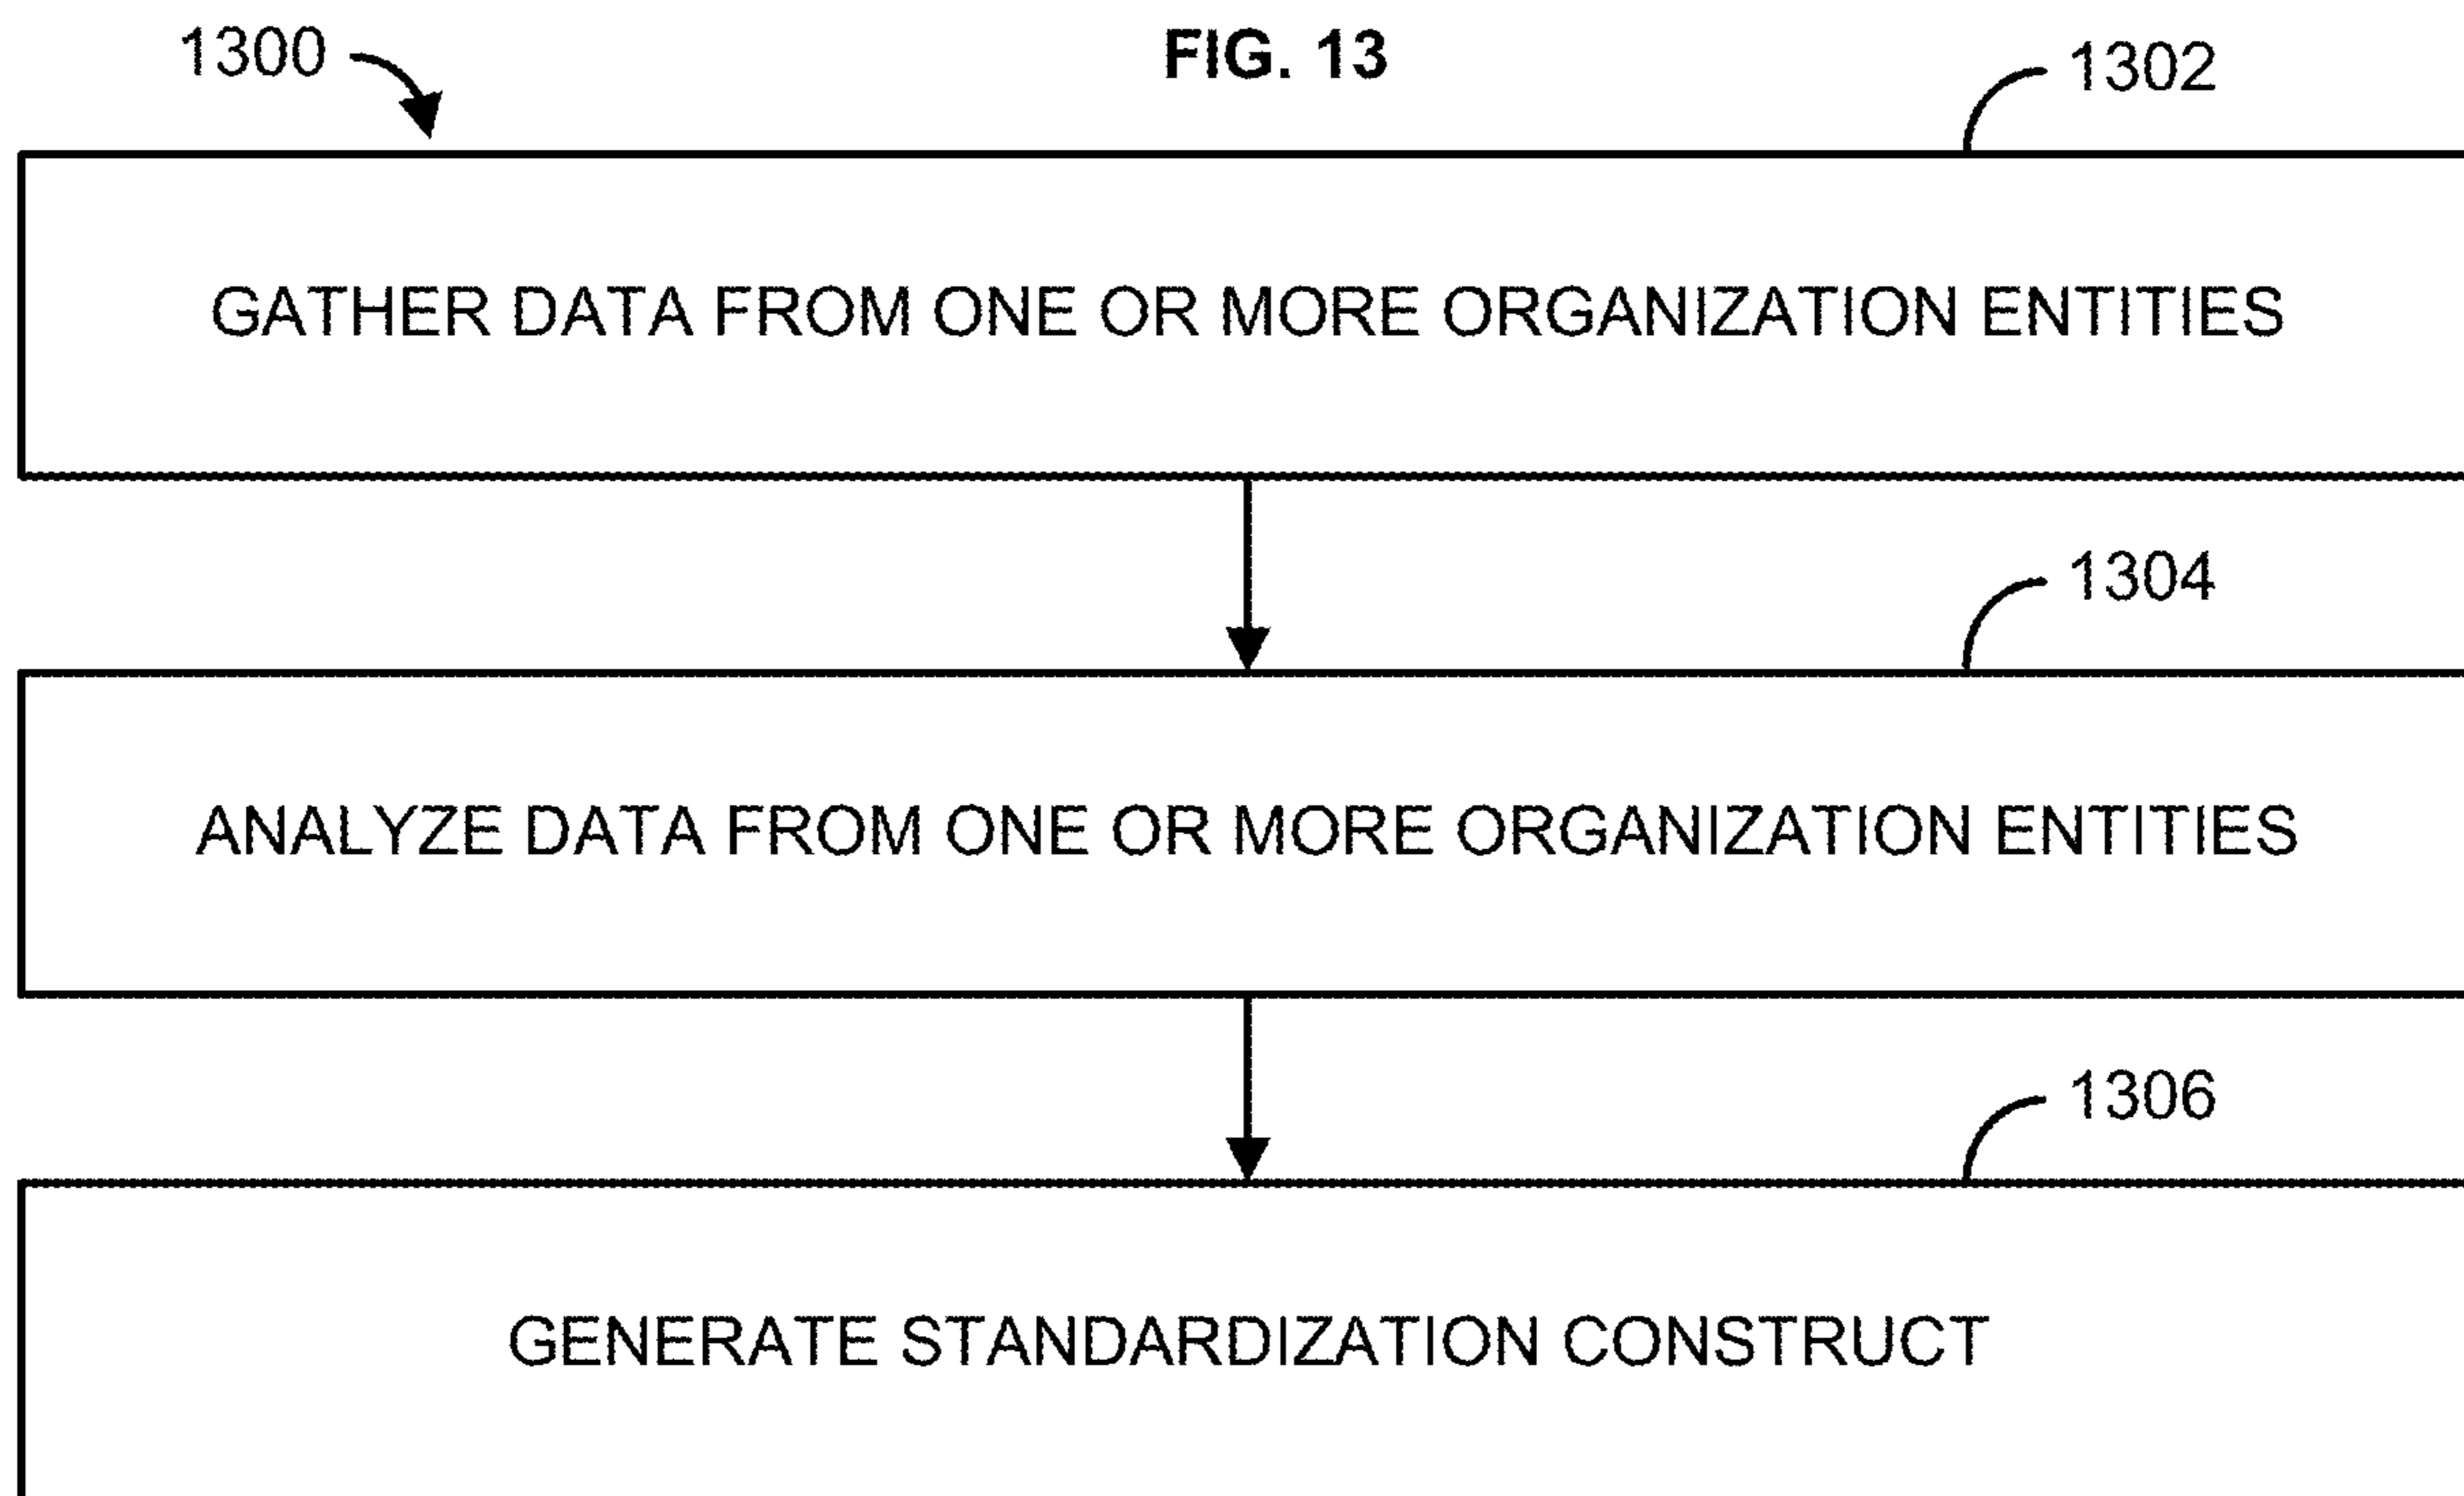 1300
FIG. 13
1302
GATHER DATA FROM ONE OR MORE ORGANIZATION ENTITIES
1304
ANALYZE DATA FROM ONE OR MORE ORGANIZATION ENTITIES
1306
GENERATE STANDARDIZATION CONSTRUCT